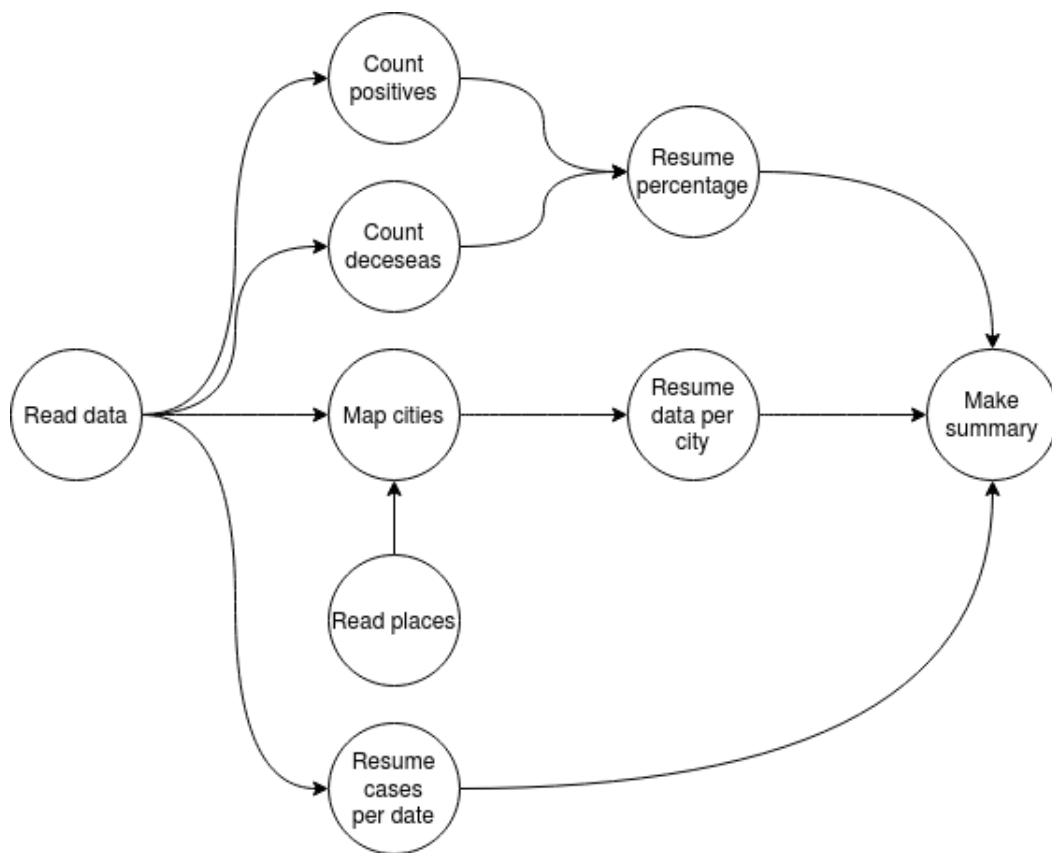 Count
positives
Resume
percentage
Count
deceseas
Read data
Map cities
Resume
data per
city
Make
summary
Read places
Resume
cases
per date